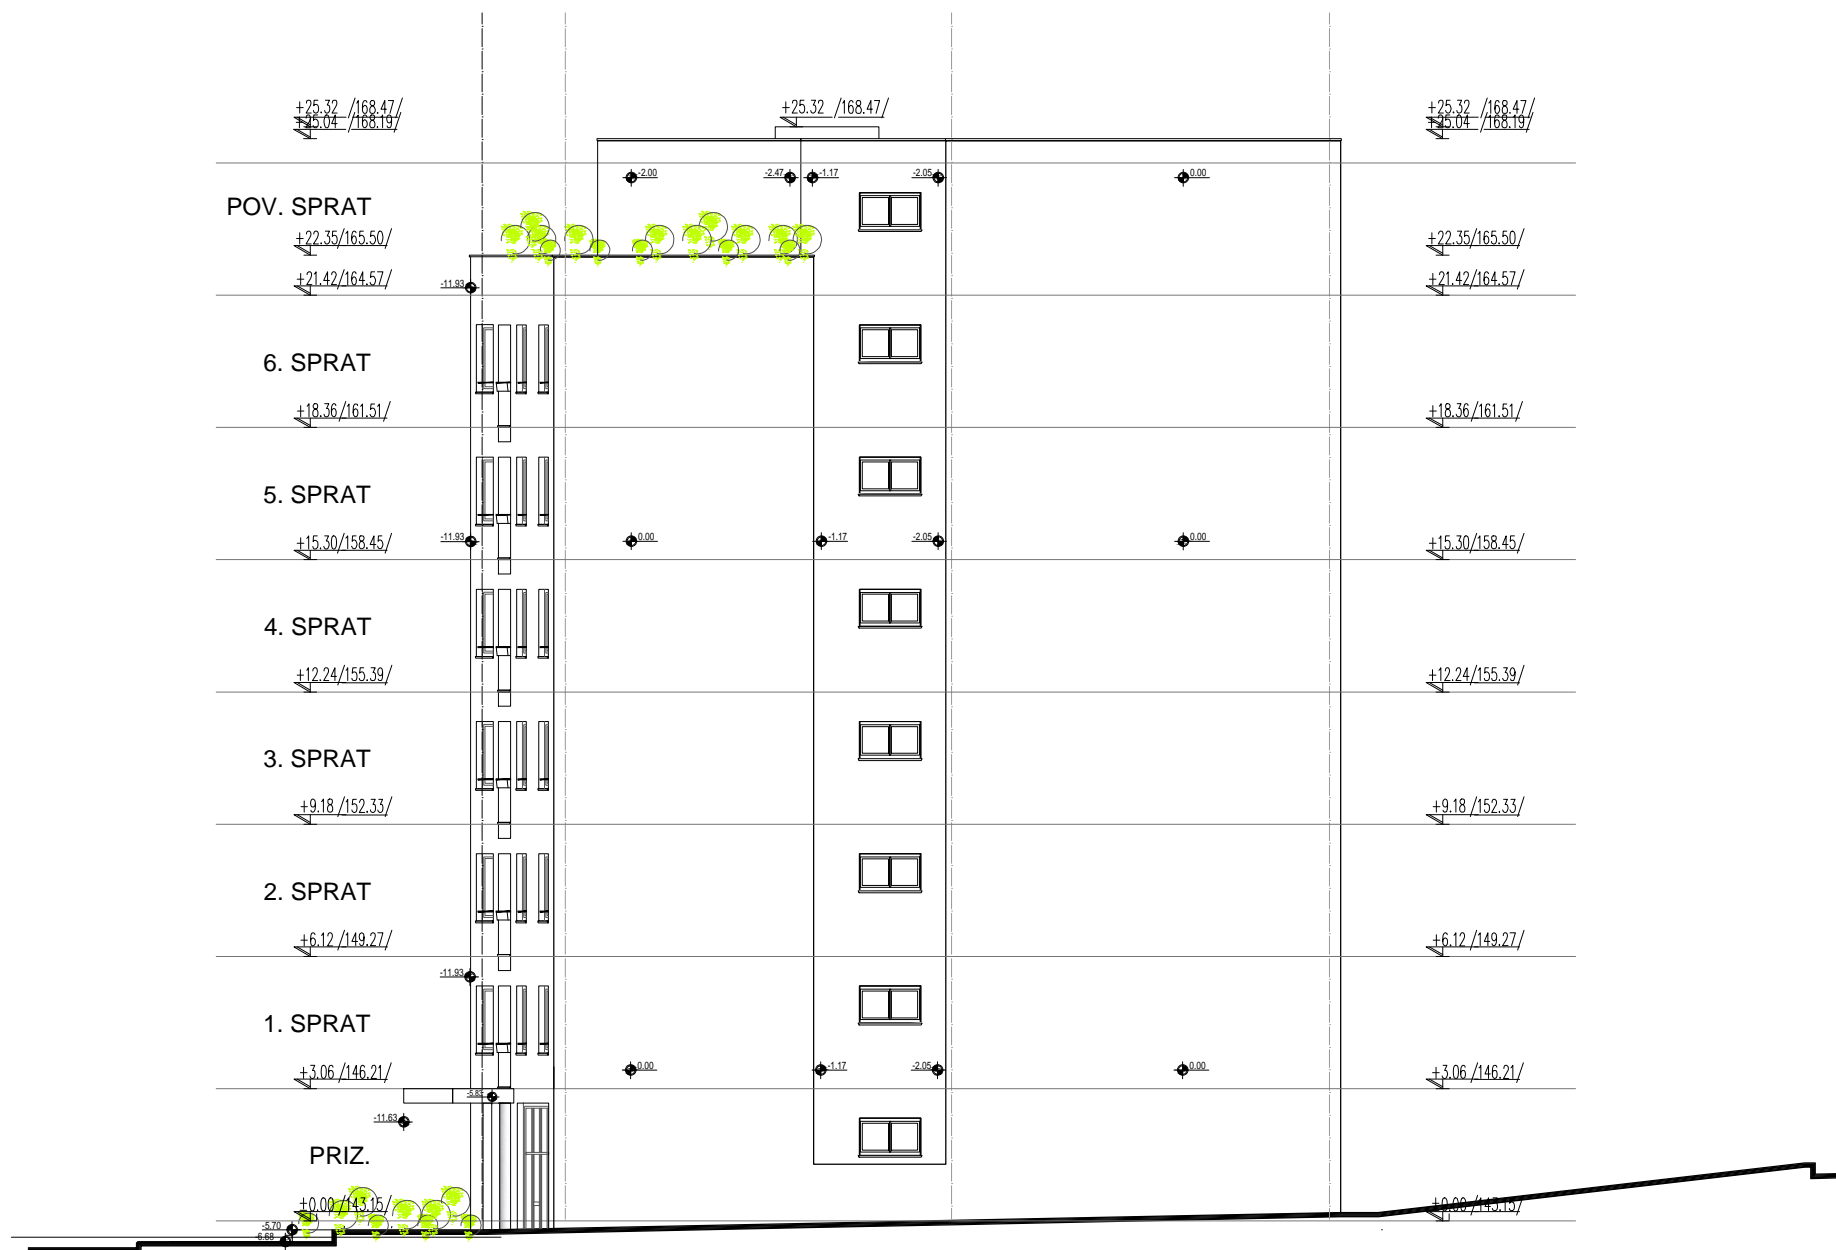 +25.32 /168.47/ +25.32 /168.47/ +25.32 /168.47/
+25.04 /168.19/ +25.04 /168.19/
-2.00 -2.47 -1.17 -2.05 0.00
POV. SPRAT
+22.35/165.50/ +22.35/165.50/
+21.42/164.57/ -11.93 +21.42/164.57/
6. SPRAT
+18.36/161.51/ +18.36/161.51/
5. SPRAT
-11.93 0.00 -1.17 -2.05 0.00
+15.30/158.45/ +15.30/158.45/
4. SPRAT
+12.24/155.39/ +12.24/155.39/
3. SPRAT
+9.18 /152.33/ +9.18 /152.33/
2. SPRAT
+6.12 /149.27/ +6.12 /149.27/
-11.93
1. SPRAT
+3.06 /146.21/ 0.00 -1.17 -2.05 0.00 +3.06 /146.21/
-5.83
-11.63
PRIZ.
+0.00 /143.15/ +0.00 /143.15/
-5.70
-6.68